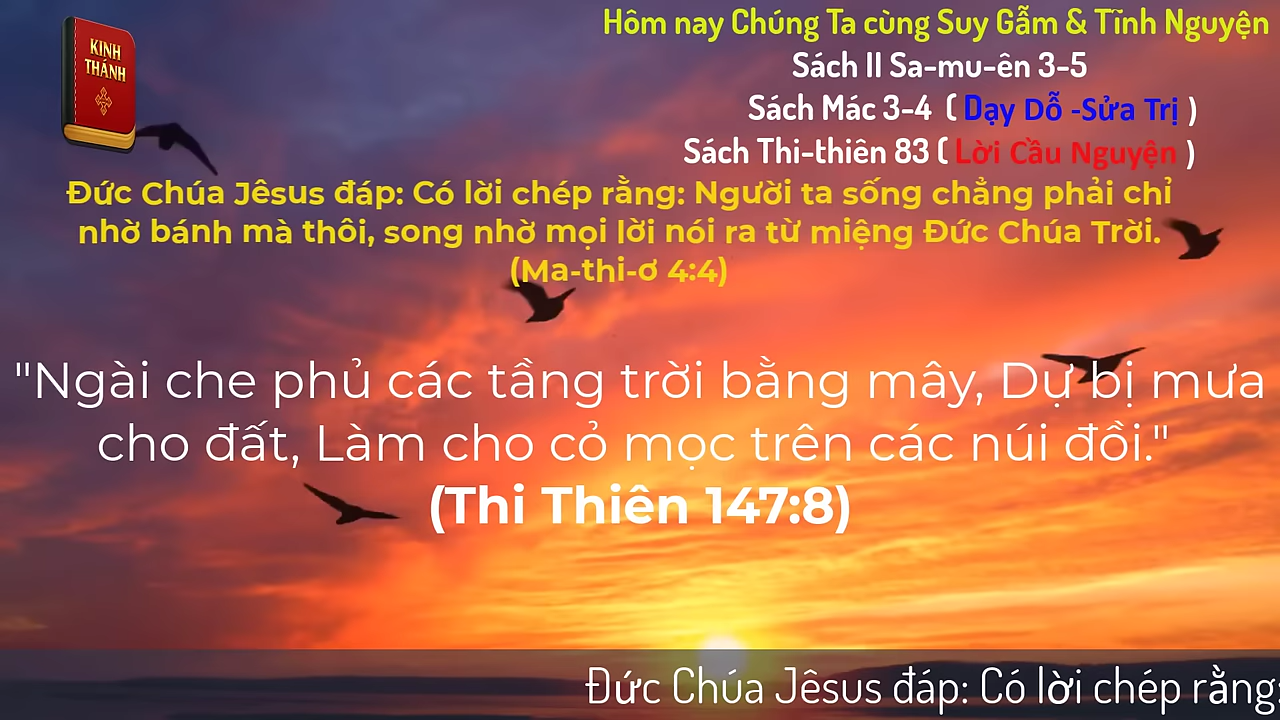 KINH
THÁNH
Hôm nay Chúng Ta cùng Suy Gẫm & Tĩnh Nguyện
Sách II Sa-mu-ên 3-5
Sách Mác 3-4 ( Dạy Dỗ -Sửa Trị )
Sách Thi-thiên 83 ( Lời Cầu Nguyện )
Đức Chúa Jêsus đáp: Có lời chép rằng: Người ta sống chẳng phải chỉ
nhờ bánh mà thôi, song nhờ mọi lời nói ra từ miệng Đức Chúa Trời.
(Ma-thi-ơ 4:4)
"Ngài che phủ các tầng trời bằng mây, Dự bị mưa
cho đất, Làm cho cỏ mọc trên các núi đồi."
(Thi Thiên 147:8)
Đức Chúa Jêsus đáp: Có lời chép rằng: